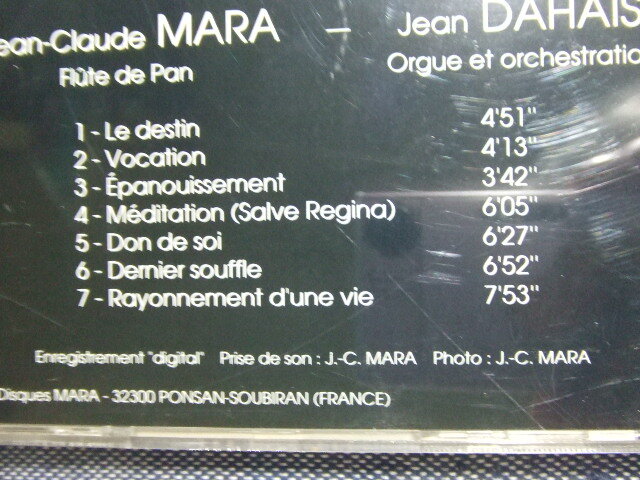 Jean-Claude MARA – Jean DAHAIS
Flûte de Pan Orgue et orchestration
1 - Le destin 4'51"
2 - Vocation 4'13"
3 - Épanouissement 3'42"
4 - Méditation (Salve Regina) 6'05"
5 - Don de soi 6'27"
6 - Dernier souffle 6'52"
7 - Rayonnement d'une vie 7'53"
Enregistrement "digital" Prise de son : J.-C. MARA Photo : J.-C. MARA
Disques MARA - 32300 PONSAN-SOUBIRAN (FRANCE)